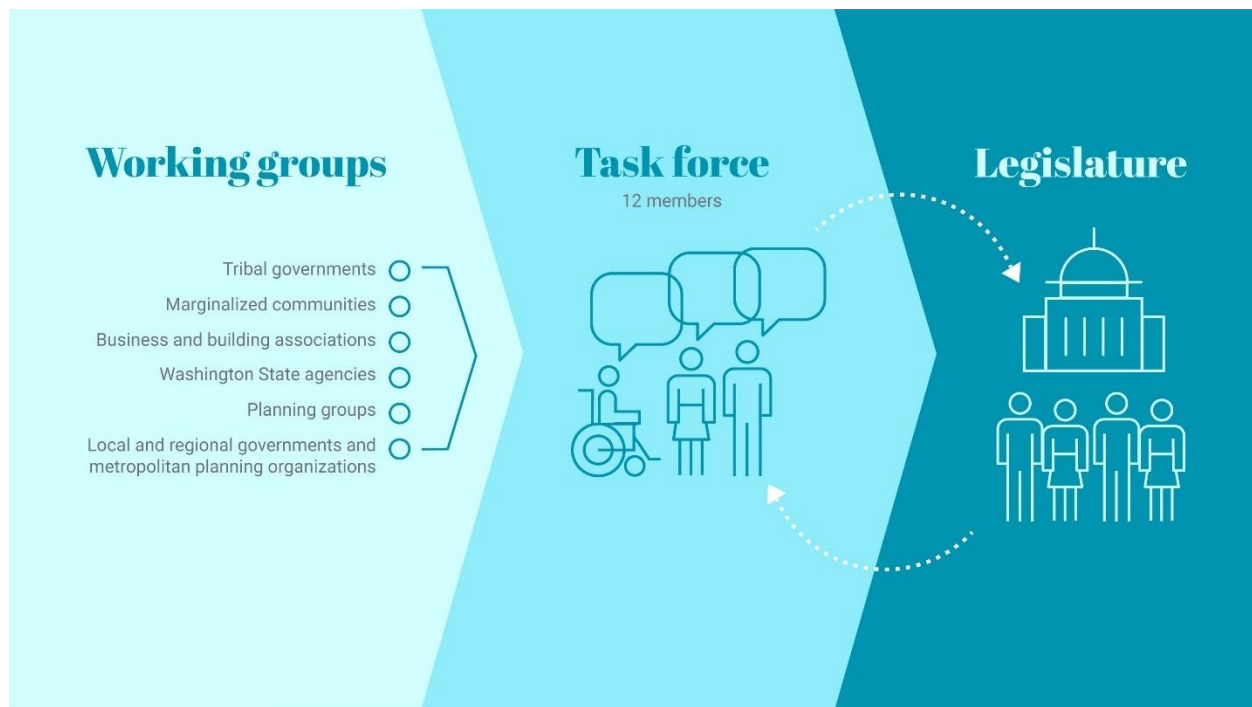 Working groups
Tribal governments
Marginalized communities
Business and building associations
Washington State agencies
Planning groups
Local and regional governments and
metropolitan planning organizations
Task force
12 members
Legislature